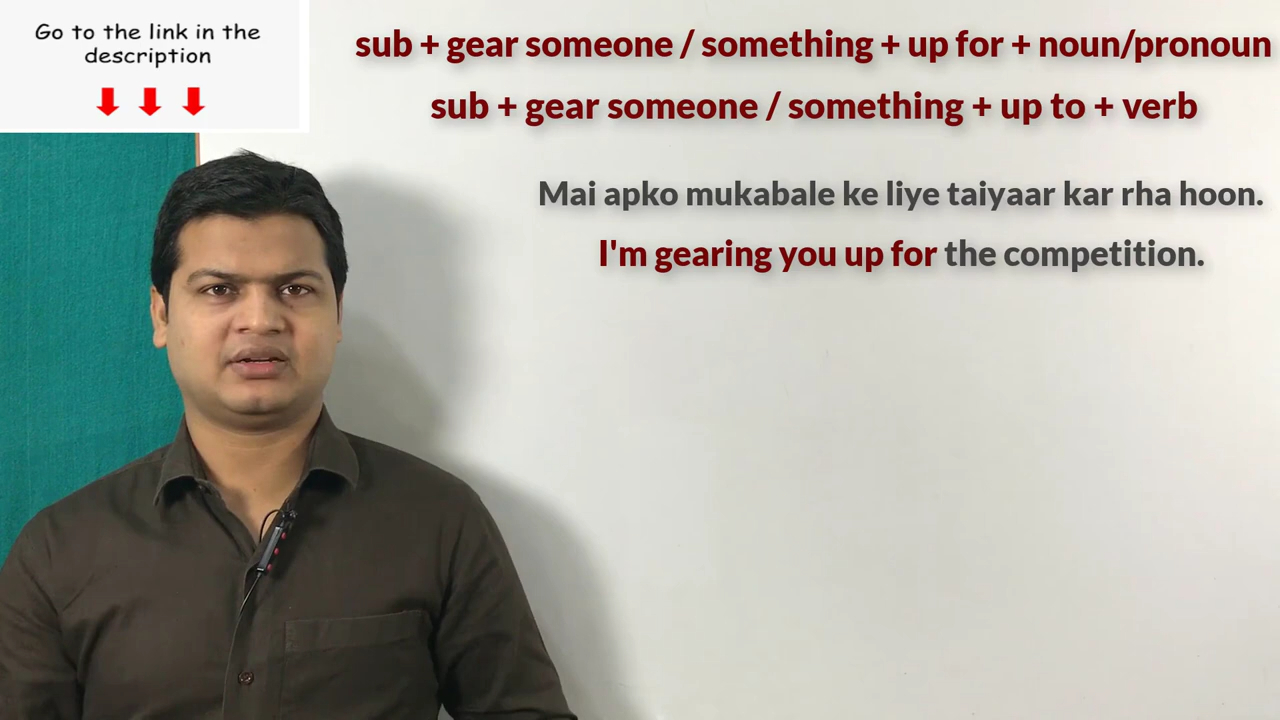 Go to the link in the
description
sub + gear someone / something + up for + noun/pronoun
sub + gear someone / something + up to + verb
Mai apko mukabale ke liye taiyaar kar rha hoon.
I'm gearing you up for the competition.